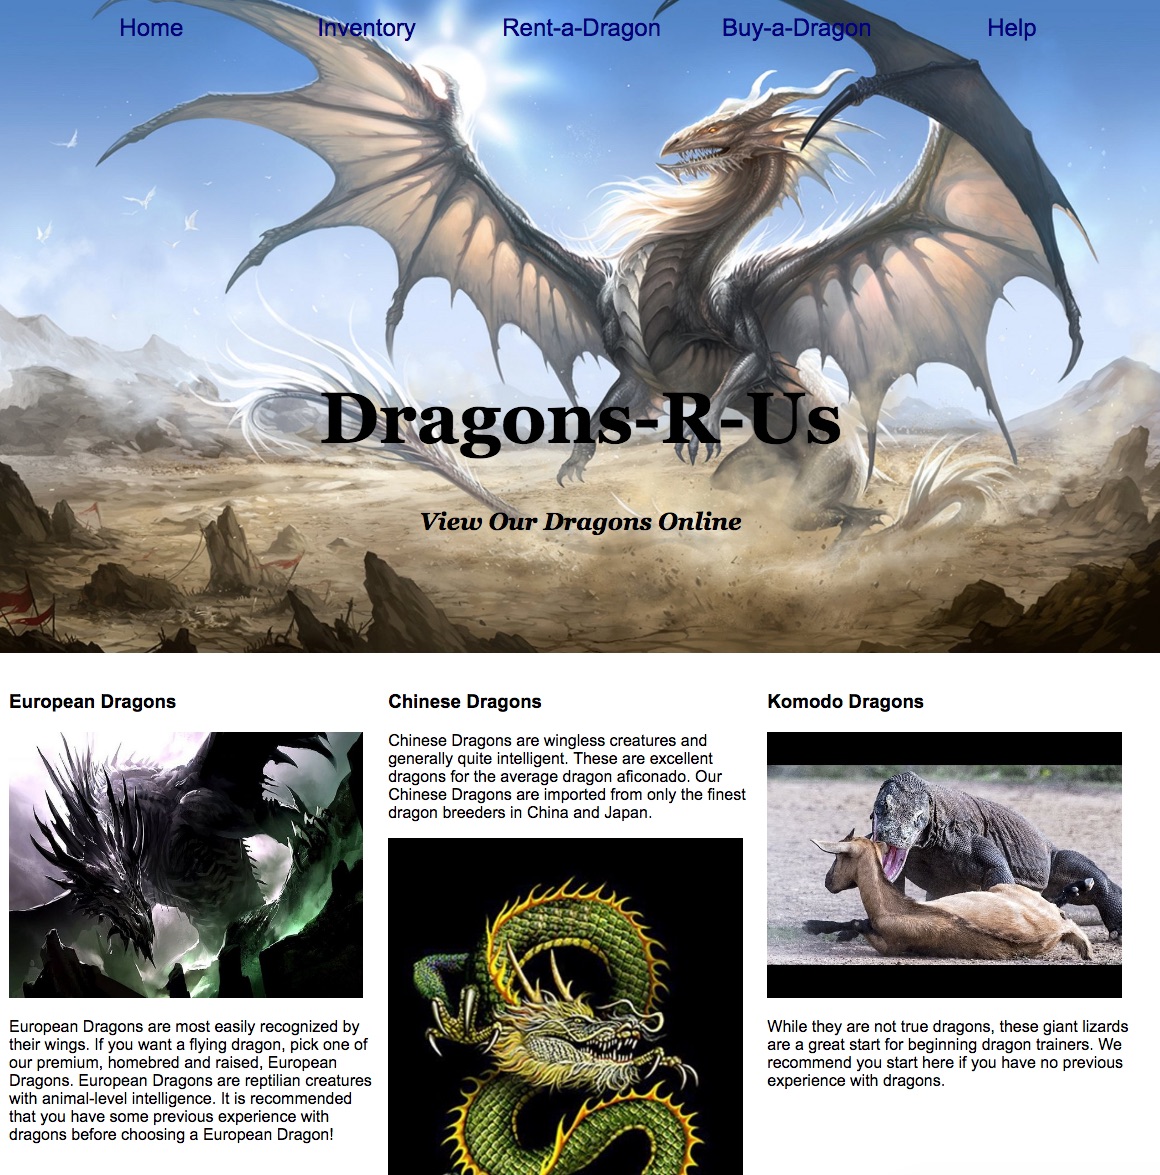 Home Inventory Rent-a-Dragon Buy-a-Dragon Help
Dragons-R-Us
View Our Dragons Online
European Dragons
European Dragons are most easily recognized by
their wings. If you want a flying dragon, pick one of
our premium, homebred and raised, European
Dragons. European Dragons are reptilian creatures
with animal-level intelligence. It is recommended
that you have some previous experience with
dragons before choosing a European Dragon!
Chinese Dragons
Chinese Dragons are wingless creatures and
generally quite intelligent. These are excellent
dragons for the average dragon aficonado. Our
Chinese Dragons are imported from only the finest
dragon breeders in China and Japan.
Komodo Dragons
While they are not true dragons, these giant lizards
are a great start for beginning dragon trainers. We
recommend you start here if you have no previous
experience with dragons.